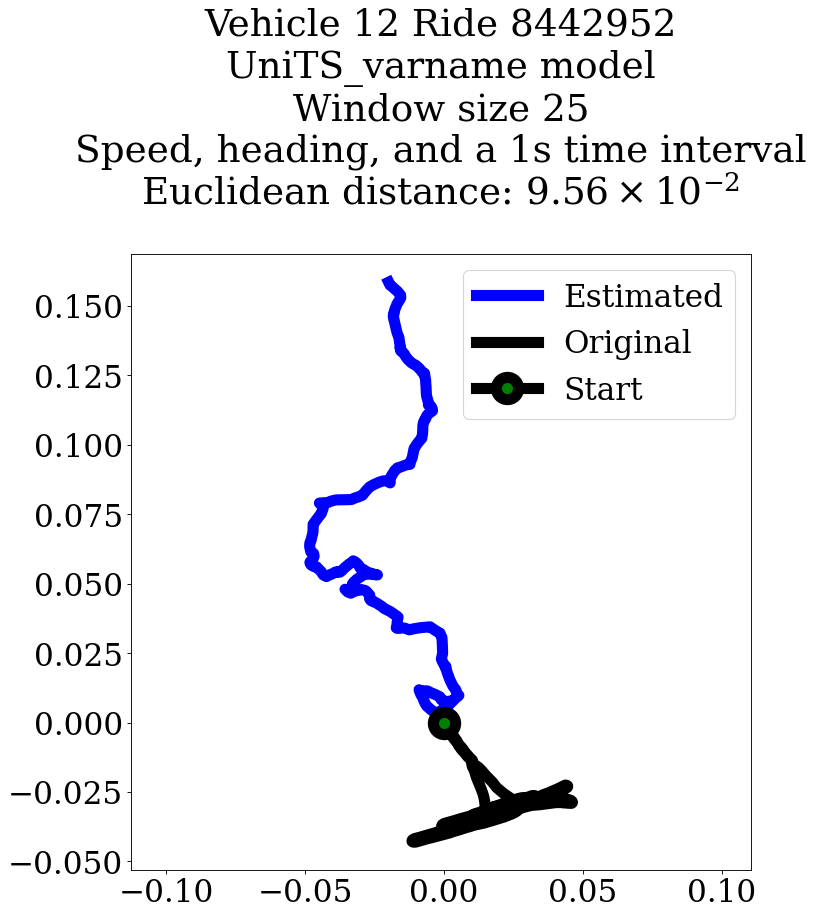 Vehicle 12 Ride 8442952
UniTS_varname model
Window size 25
Speed, heading, and a 1s time interval
Euclidean distance: 9.56 × 10⁻²
Estimated
Original
Start
0.150
0.125
0.100
0.075
0.050
0.025
0.000
−0.025
−0.050
−0.10
−0.05
0.00
0.05
0.10